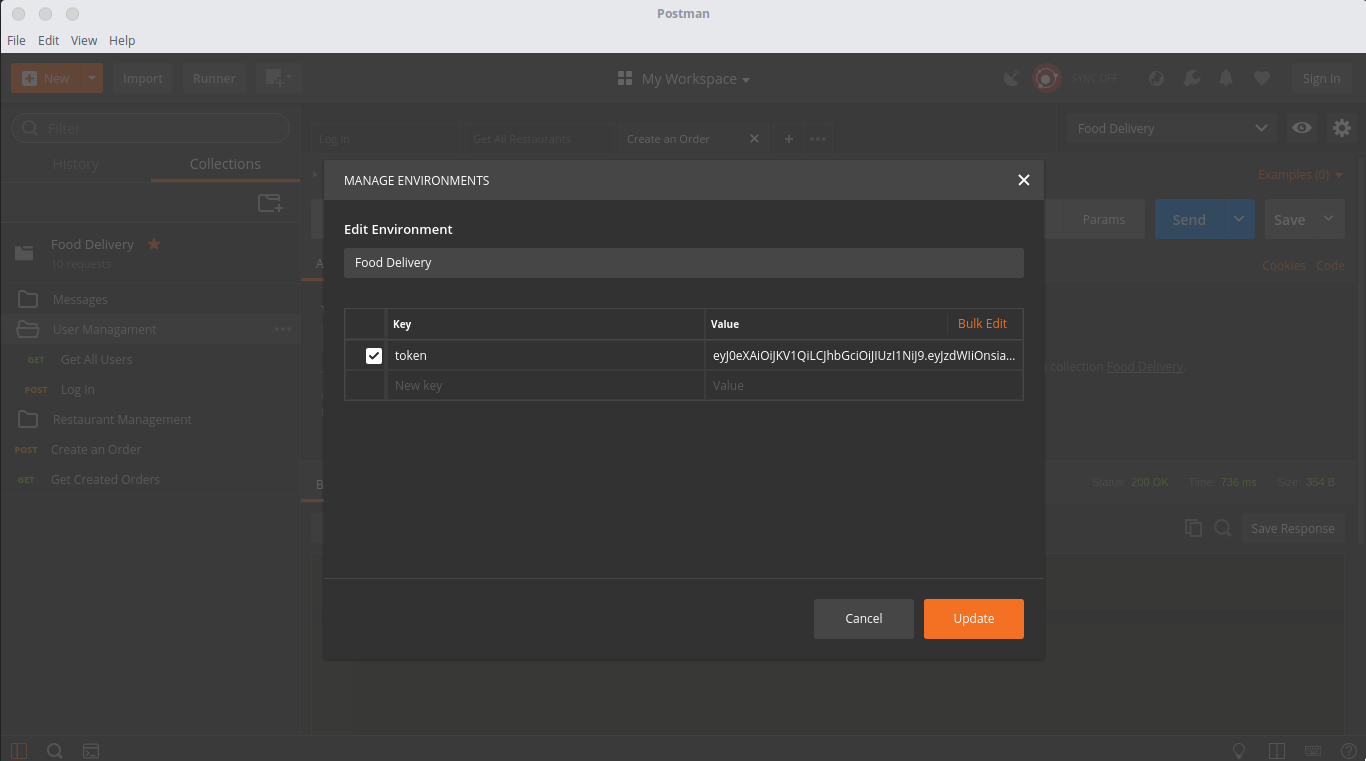 Postman
File Edit View Help
New Import Runner My Workspace SYNC OFF Sign In
Filter
History Collections
Food Delivery
10 requests
Messages
User Managament
GET Get All Users
POST Log In
Restaurant Management
POST Create an Order
GET Get Created Orders
Log In Get All Restaurants Create an Order
Food Delivery
Examples (0)
Params Send Save
Cookies Code
collection Food Delivery.
Status: 200 OK Time: 736 ms Size: 354 B
Save Response
MANAGE ENVIRONMENTS
Edit Environment
Food Delivery
Key Value Bulk Edit
token eyJ0eXAiOiJKV1QiLCJhbGciOiJIUzI1NiJ9.eyJzdWIiOnsia...
New key Value
Cancel Update